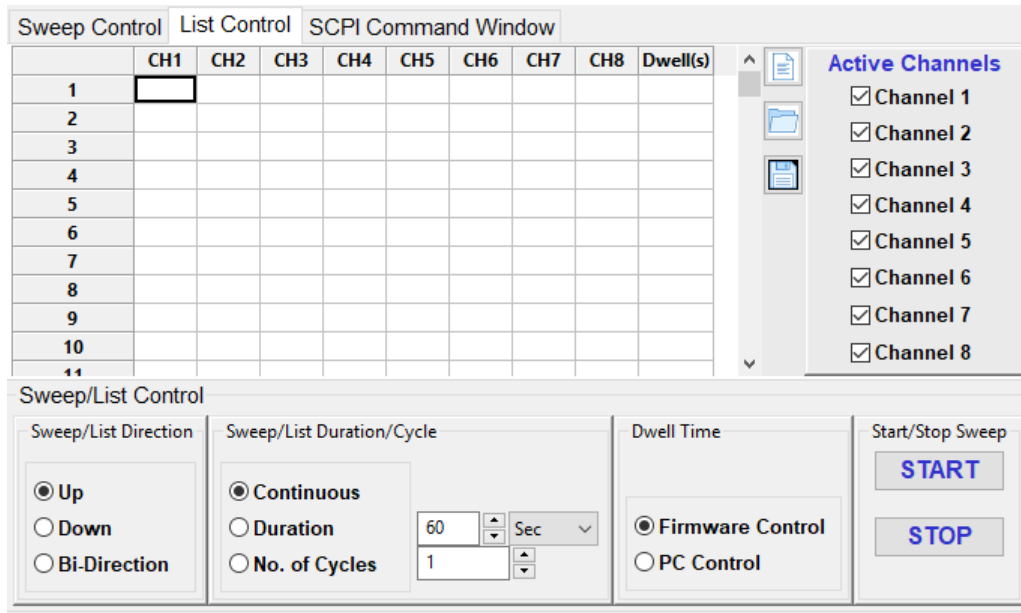 Sweep Control List Control SCPI Command Window
CH1 CH2 CH3 CH4 CH5 CH6 CH7 CH8 Dwell(s)
Active Channels
1
Channel 1
2
Channel 2
3
Channel 3
4
Channel 4
5
6
Channel 5
7
Channel 6
8
9
Channel 7
10
Channel 8
11
Sweep/List Control
Sweep/List Direction Sweep/List Duration/Cycle Dwell Time Start/Stop Sweep
START
Up Continuous
Down Duration 60 Sec Firmware Control STOP
Bi-Direction No. of Cycles 1 PC Control